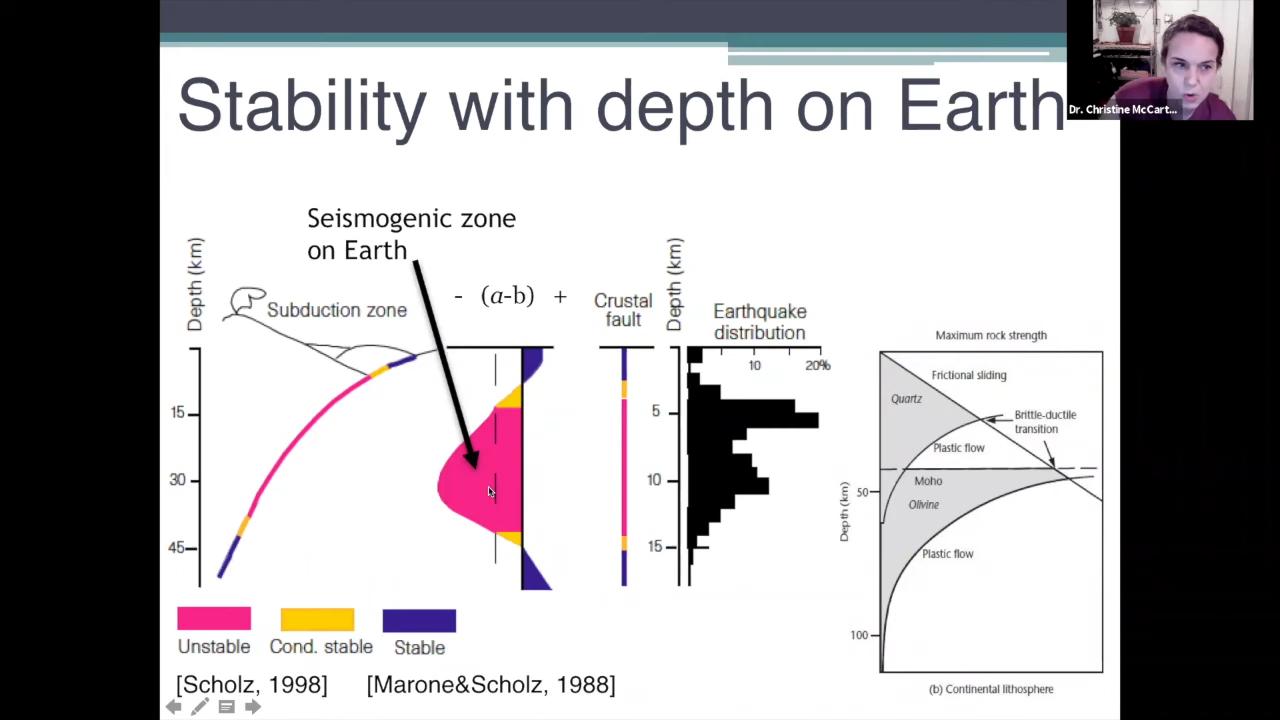 Stability with depth on Earth
Dr. Christine McCart...
Seismogenic zone
on Earth
Depth (km)
Subduction zone
- (a-b) +
Crustal
fault
Depth (km)
Earthquake
distribution
10
20%
15
30
45
5
10
15
Maximum rock strength
Frictional sliding
Quartz
Brittle-ductile
transition
Plastic flow
Moho
Olivine
Plastic flow
Depth (km)
50
100
(b) Continental lithosphere
Unstable
Cond. stable
Stable
[Scholz, 1998]
[Marone&Scholz, 1988]